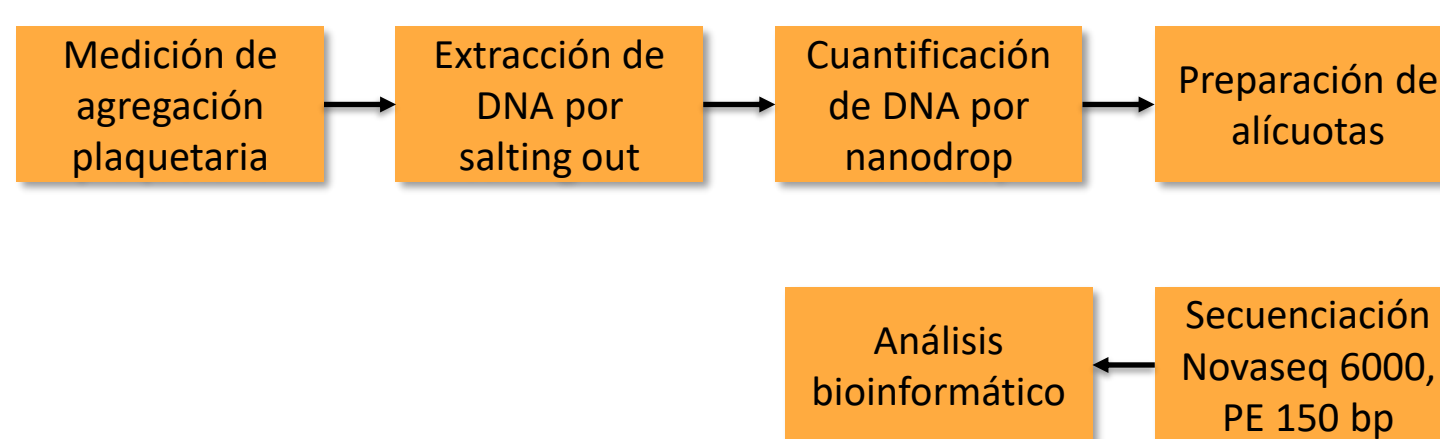 Medición de
agregación
plaquetaria
Extracción de
DNA por
salting out
Cuantificación
de DNA por
nanodrop
Preparación de
alícuotas
Secuenciación
Novaseq 6000,
PE 150 bp
Análisis
bioinformático